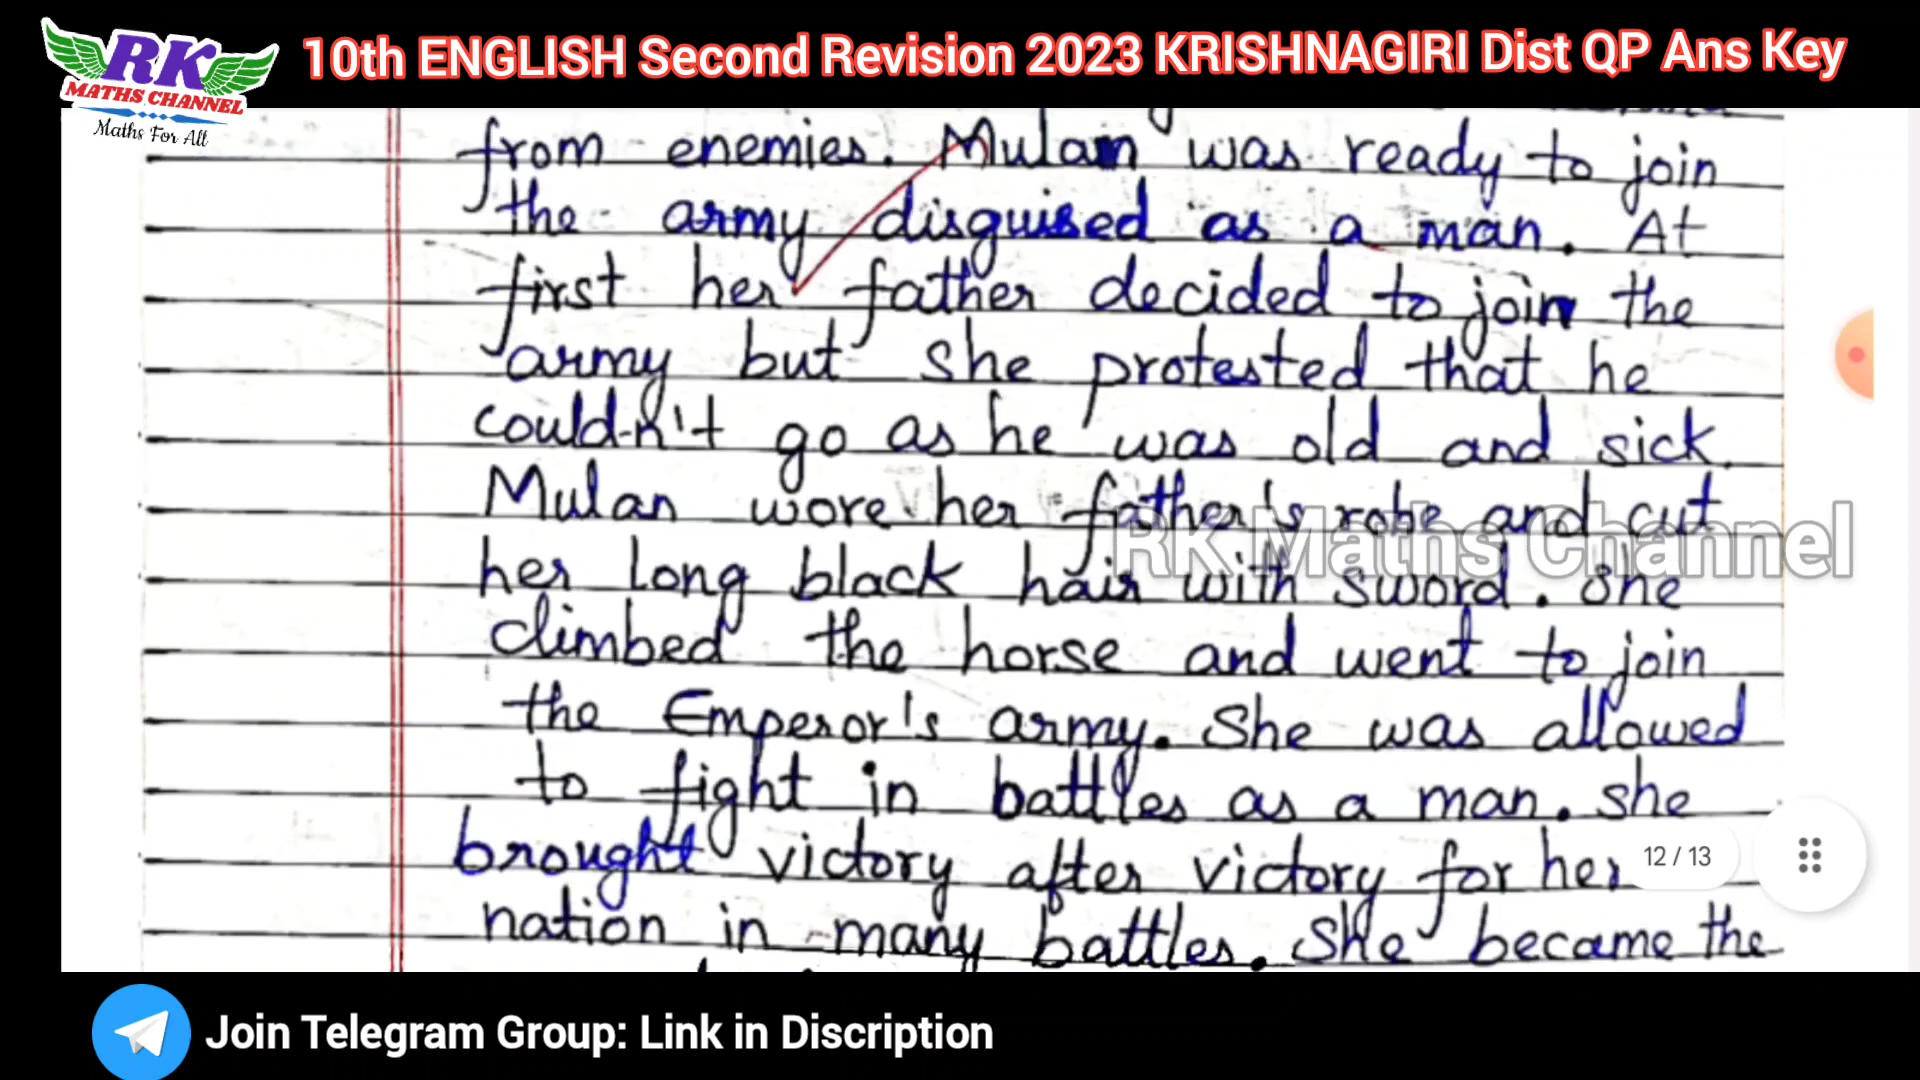 RK
MATHS CHANNEL
Maths For All
10th ENGLISH Second Revision 2023 KRISHNAGIRI Dist QP Ans Key
from enemies. Mulan was ready to join
the army disguised as a man. At
first her father decided to join the
army but she protested that he
couldn't go as he was old and sick.
Mulan wore her father's robe and cut
her long black hair with sword. She
climbed the horse and went to join
the Emperor's army. She was allowed
to fight in battles as a man. She
brought victory after victory for her
nation in many battles. She became the
RK Maths Channel
12 / 13
Join Telegram Group: Link in Discription